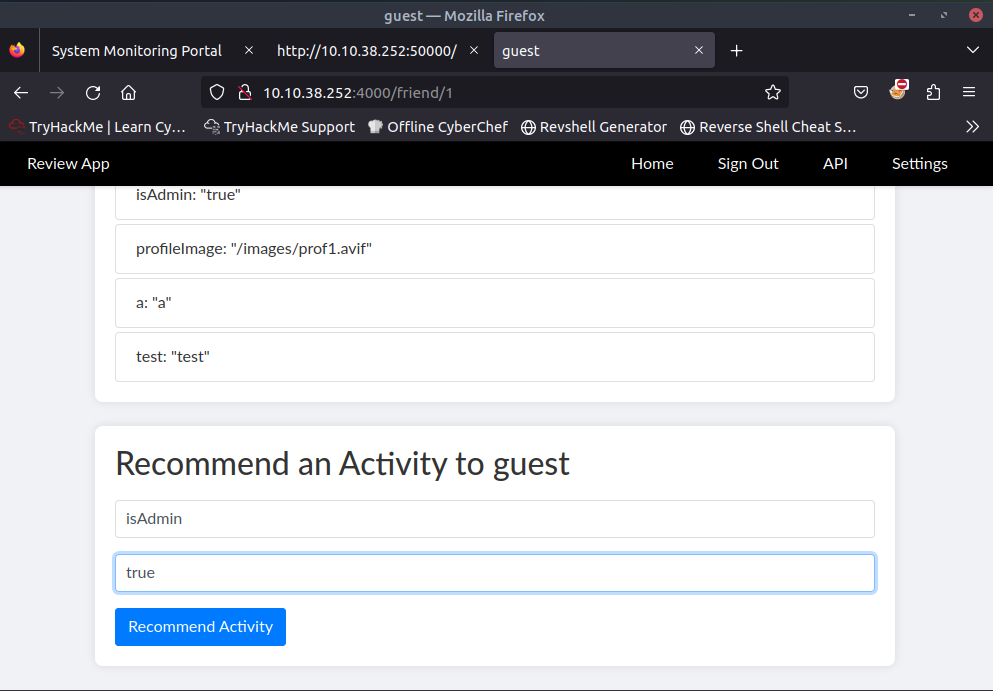 guest — Mozilla Firefox
System Monitoring Portal
http://10.10.38.252:50000/
guest
10.10.38.252:4000/friend/1
TryHackMe | Learn Cy…
TryHackMe Support
Offline CyberChef
Revshell Generator
Reverse Shell Cheat S…
Review App
Home
Sign Out
API
Settings
isAdmin: "true"
profileImage: "/images/prof1.avif"
a: "a"
test: "test"
Recommend an Activity to guest
isAdmin
true
Recommend Activity